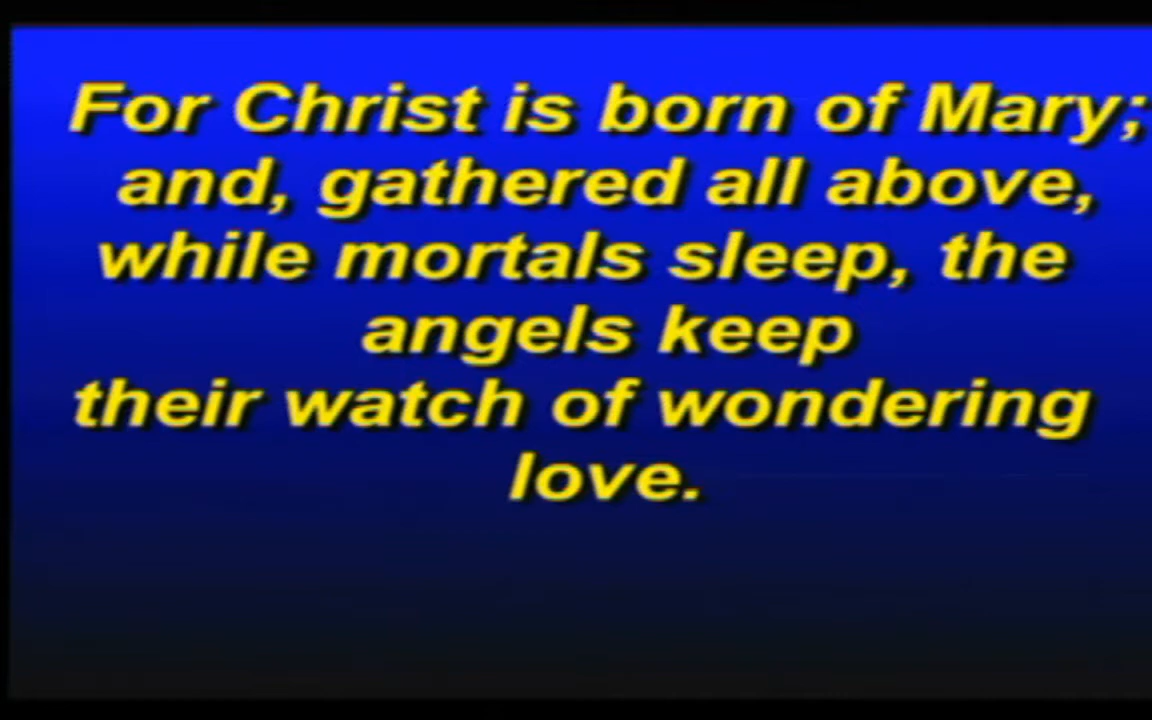 For Christ is born of Mary;
and, gathered all above,
while mortals sleep, the
angels keep
their watch of wondering
love.